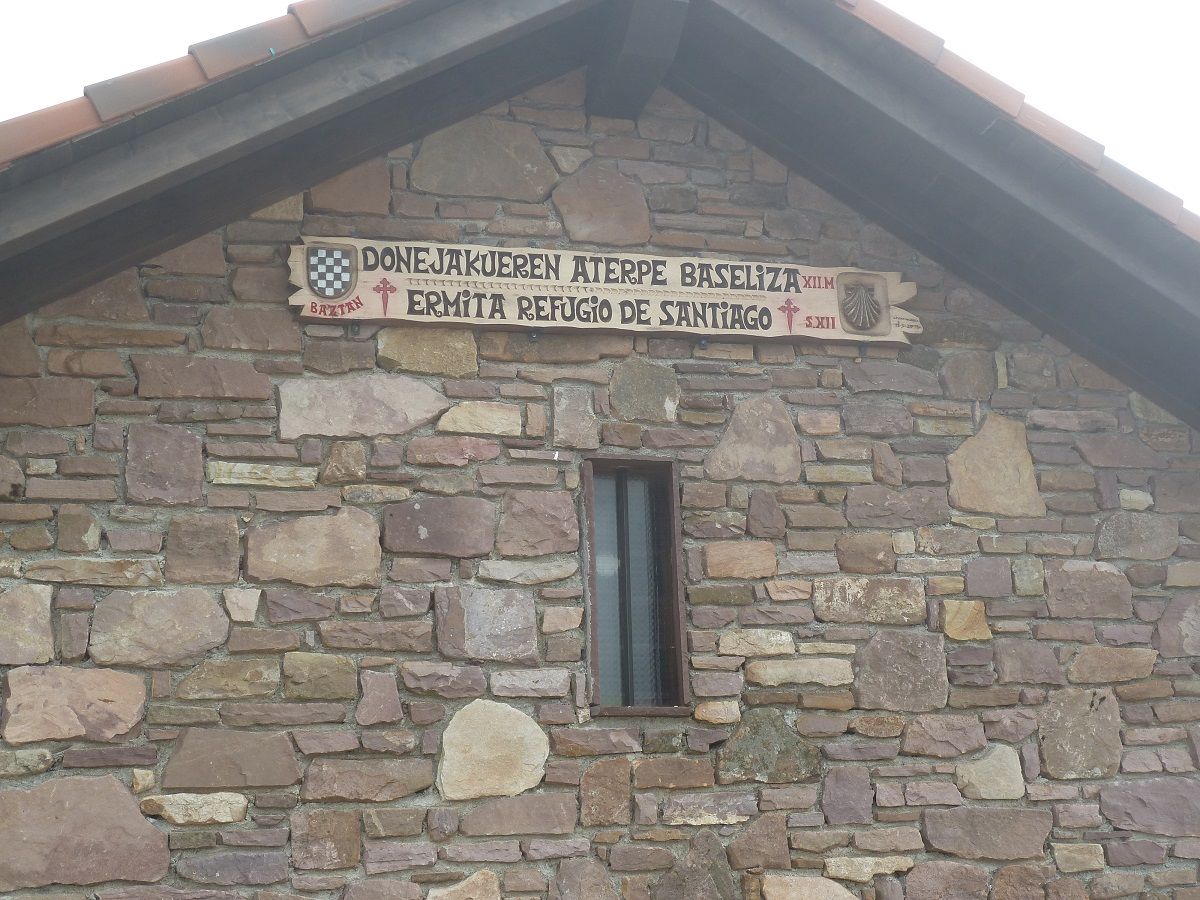 DONEJAKUEREN ATERPE BASELIZA XII.M
BAZTAN
ERMITA REFUGIO DE SANTIAGO S.XII